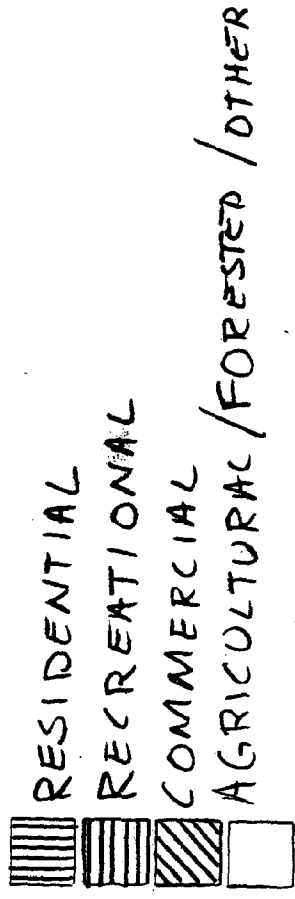 RESIDENTIAL
RECREATIONAL
COMMERCIAL
AGRICULTURAL/FORESTED/OTHER